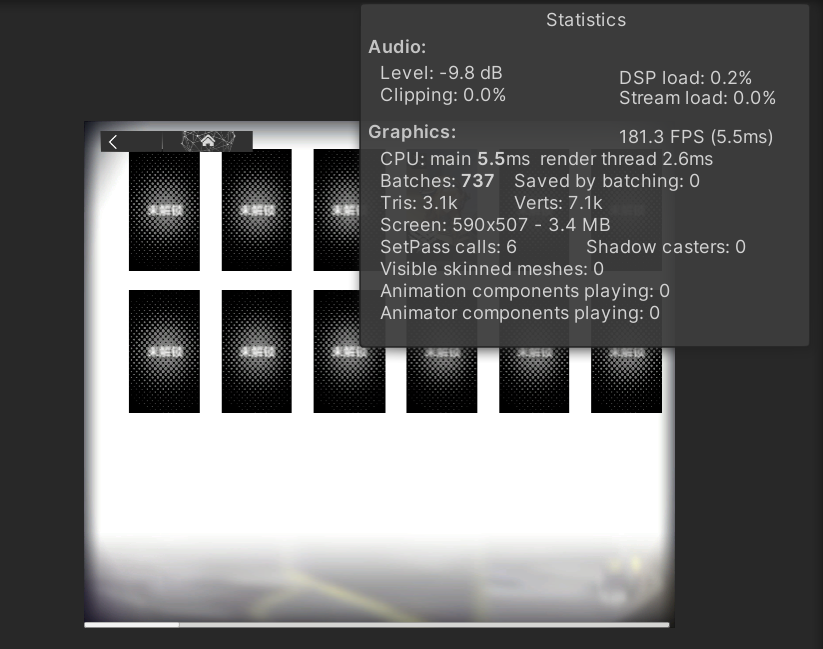 Statistics
Audio:
Level: -9.8 dB
DSP load: 0.2%
Clipping: 0.0%
Stream load: 0.0%
Graphics:
181.3 FPS (5.5ms)
CPU: main 5.5ms render thread 2.6ms
Batches: 737 Saved by batching: 0
Tris: 3.1k Verts: 7.1k
Screen: 590x507 - 3.4 MB
SetPass calls: 6 Shadow casters: 0
Visible skinned meshes: 0
Animation components playing: 0
Animator components playing: 0
未解锁 未解锁 未解锁
未解锁 未解锁 未解锁 未解锁 未解锁 未解锁